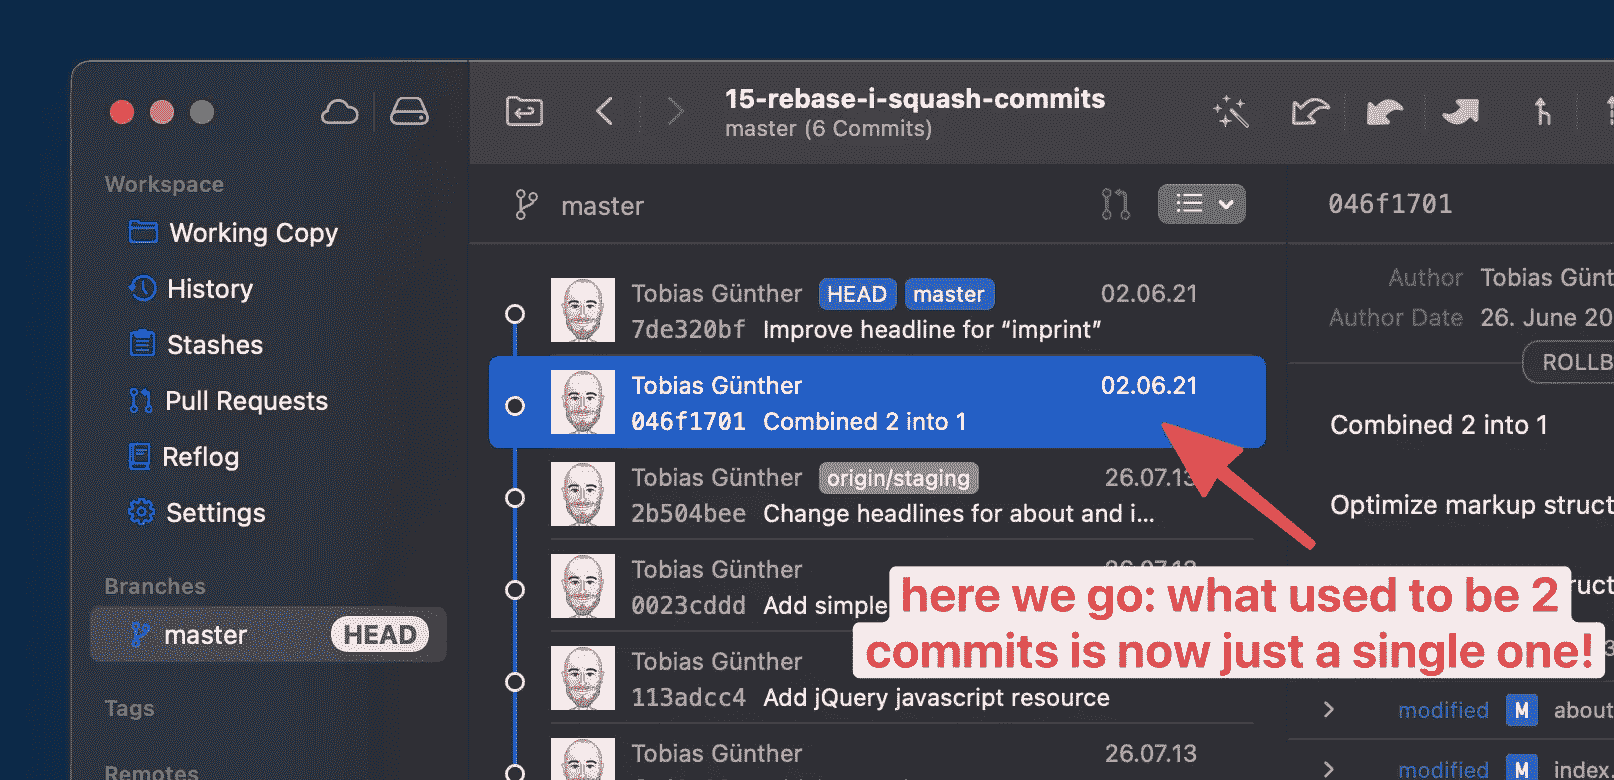 15-rebase-i-squash-commits
master (6 Commits)
Workspace
Working Copy
History
Stashes
Pull Requests
Reflog
Settings
Branches
master HEAD
Tags
Remotes
master
Tobias Günther HEAD master 02.06.21
7de320bf Improve headline for “imprint”
Tobias Günther 02.06.21
046f1701 Combined 2 into 1
Tobias Günther origin/staging 26.07.13
2b504bee Change headlines for about and i...
Tobias Günther 26.07.13
0023cddd Add simple
Tobias Günther
113adcc4 Add jQuery javascript resource
Tobias Günther 26.07.13
here we go: what used to be 2
commits is now just a single one!
046f1701
Author Tobias Günt
Author Date 26. June 20
ROLLB
Combined 2 into 1
Optimize markup struct
modified M about
modified M index.